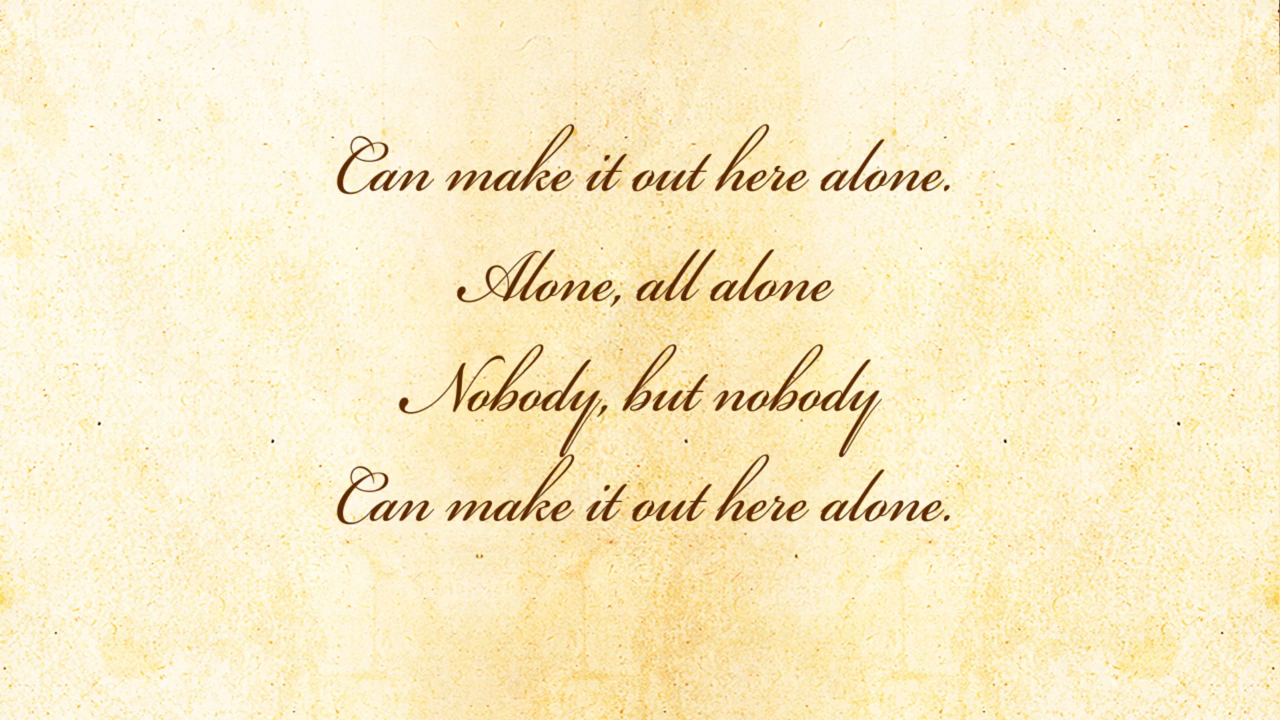 Can make it out here alone.
Alone, all alone
Nobody, but nobody
Can make it out here alone.